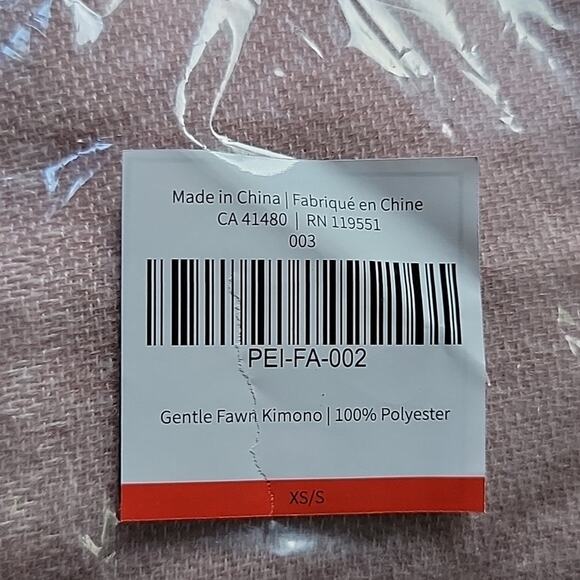 Made in China | Fabriqué en Chine
CA 41480 | RN 119551
003
PEI-FA-002
Gentle Fawn Kimono | 100% Polyester
XS/S